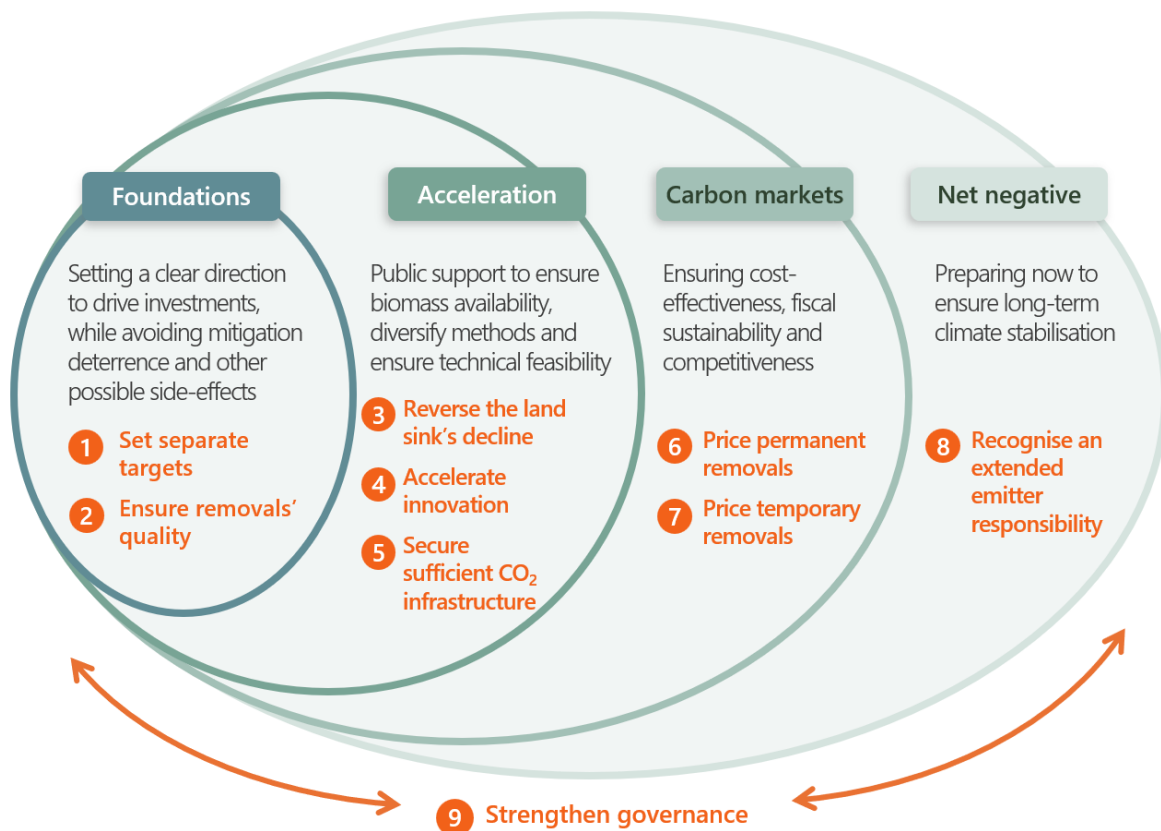 Foundations
Setting a clear direction
to drive investments,
while avoiding mitigation
deterrence and other
possible side-effects
1 Set separate
targets
2 Ensure removals’
quality
Acceleration
Public support to ensure
biomass availability,
diversify methods and
ensure technical feasibility
3 Reverse the land
sink’s decline
4 Accelerate
innovation
5 Secure
sufficient CO₂
infrastructure
Carbon markets
Ensuring cost-
effectiveness, fiscal
sustainability and
competitiveness
6 Price permanent
removals
7 Price temporary
removals
Net negative
Preparing now to
ensure long-term
climate stabilisation
8 Recognise an
extended
emitter
responsibility
9 Strengthen governance